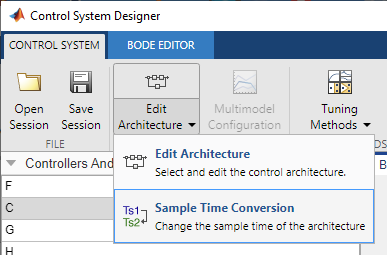 Control System Designer
CONTROL SYSTEM
BODE EDITOR
Open
Session
Save
Session
Edit
Architecture
Multimodel
Configuration
Tuning
Methods
FILE
Edit Architecture
Select and edit the control architecture.
Ts1
Ts2
Sample Time Conversion
Change the sample time of the architecture
Controllers And
F
C
G
H
DS
B